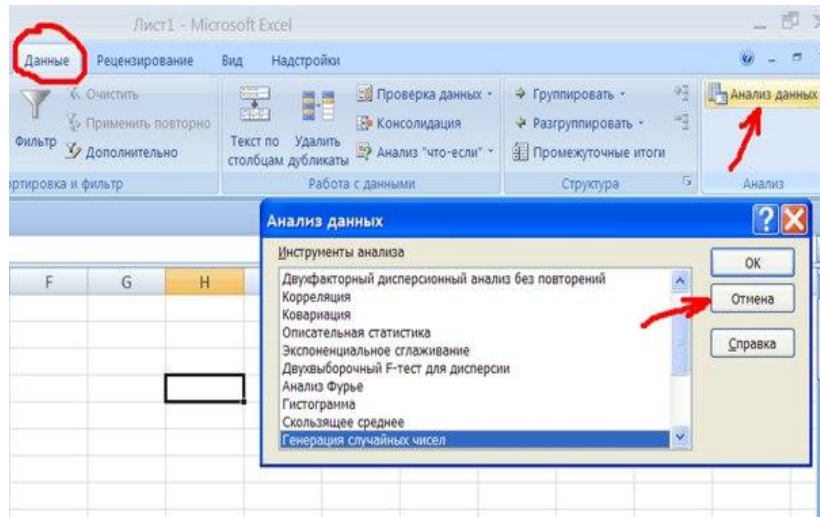 Лист1 - Microsoft Excel
Данные Рецензирование Вид Надстройки
Фильтр
Очистить
Применить повторно
Дополнительно
Текст по столбцам
Удалить дубликаты
Проверка данных
Консолидация
Анализ "что-если"
Группировать
Разгруппировать
Промежуточные итоги
Анализ данных
ортировка и фильтр Работа с данными Структура Анализ
Анализ данных
Инструменты анализа
Двухфакторный дисперсионный анализ без повторений
Корреляция
Ковариация
Описательная статистика
Экспоненциальное сглаживание
Двухвыборочный F-тест для дисперсии
Анализ Фурье
Гистограмма
Скользящее среднее
Генерация случайных чисел
ОК
Отмена
Справка
F G H